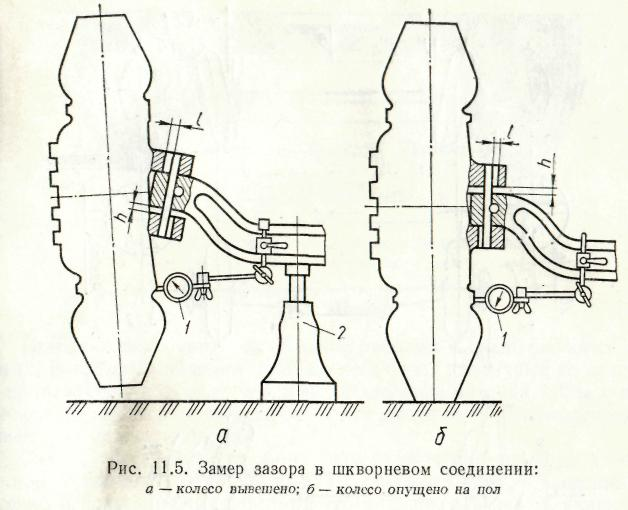 l
h
1
2
а
l
h
1
б
Рис. 11.5. Замер зазора в шкворневом соединении:
а — колесо вывешено; б — колесо опущено на пол